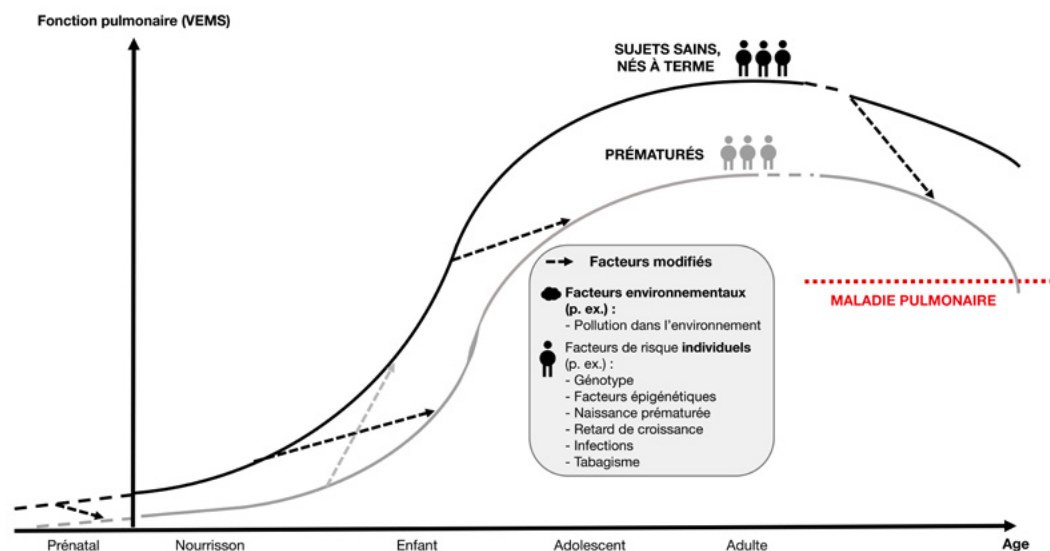 Fonction pulmonaire (VEMS)
SUJETS SAINS,
NÉS À TERME
PRÉMATURÉS
Facteurs modifiés
Facteurs environnementaux
(p. ex.) :
- Pollution dans l'environnement
Facteurs de risque individuels
(p. ex.) :
- Génotype
- Facteurs épigénétiques
- Naissance prématurée
- Retard de croissance
- Infections
- Tabagisme
MALADIE PULMONAIRE
Prénatal Nourrisson Enfant Adolescent Adulte Age